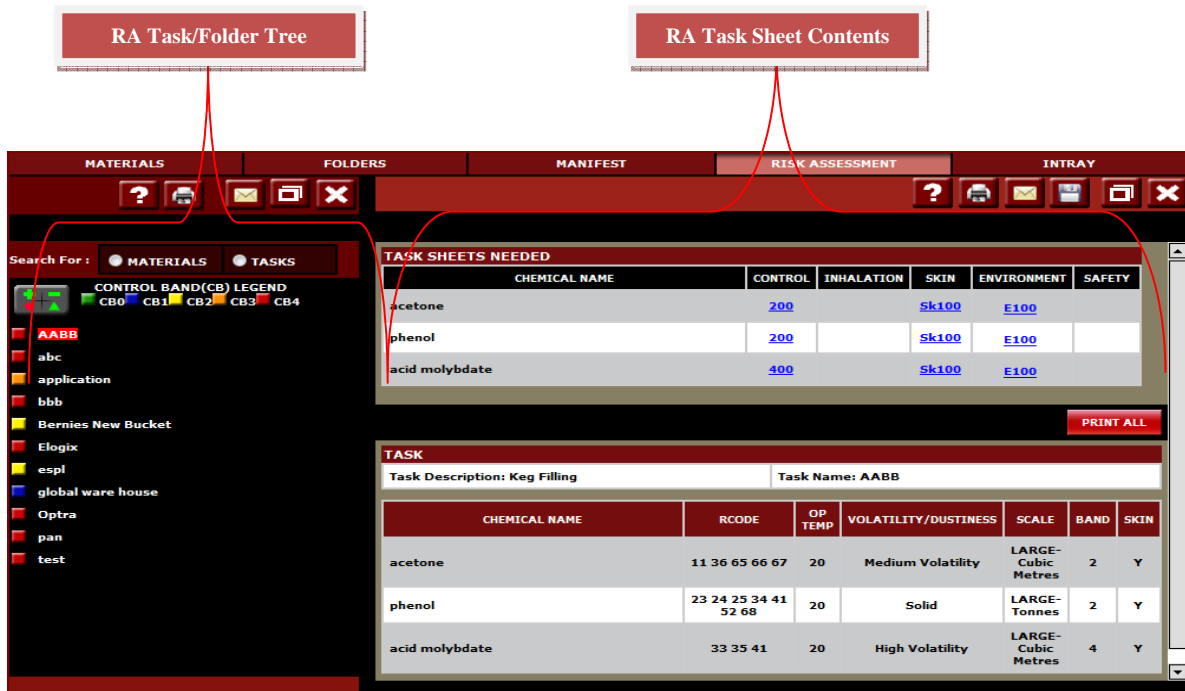 RA Task/Folder Tree
RA Task Sheet Contents
MATERIALS FOLDERS MANIFEST RISK ASSESSMENT INTRAY
? ?
Search For : MATERIALS TASKS
CONTROL BAND(CB) LEGEND
CB0 CB1 CB2 CB3 CB4
AABB
abc
application
bbb
Bernies New Bucket
Elogix
espl
global ware house
Optra
pan
test
TASK SHEETS NEEDED
CHEMICAL NAME CONTROL INHALATION SKIN ENVIRONMENT SAFETY
acetone 200 Sk100 E100
phenol 200 Sk100 E100
acid molybdate 400 Sk100 E100
PRINT ALL
TASK
Task Description: Keg Filling Task Name: AABB
CHEMICAL NAME RCODE OP TEMP VOLATILITY/DUSTINESS SCALE BAND SKIN
acetone 11 36 65 66 67 20 Medium Volatility LARGE-Cubic Metres 2 Y
phenol 23 24 25 34 41 52 68 20 Solid LARGE-Tonnes 2 Y
acid molybdate 33 35 41 20 High Volatility LARGE-Cubic Metres 4 Y